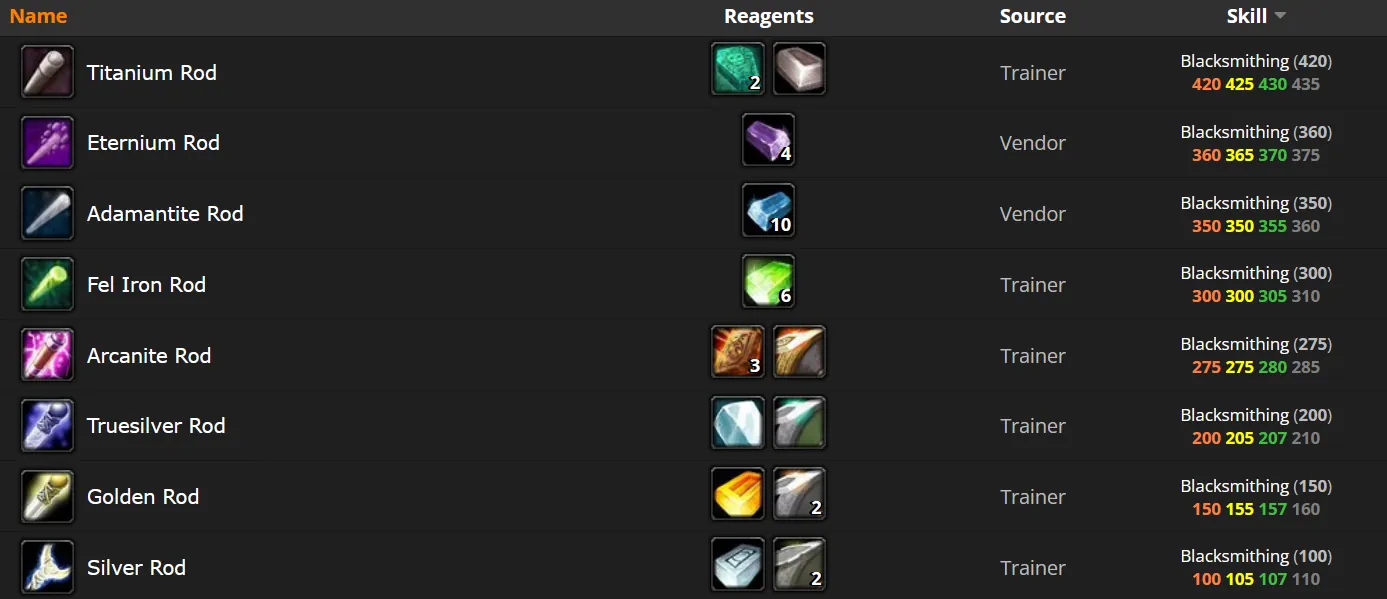 Name Reagents Source Skill
Titanium Rod 2 Trainer Blacksmithing (420)
420 425 430 435
Eternium Rod 4 Vendor Blacksmithing (360)
360 365 370 375
Adamantite Rod 10 Vendor Blacksmithing (350)
350 350 355 360
Fel Iron Rod 6 Trainer Blacksmithing (300)
300 300 305 310
Arcanite Rod 3 Trainer Blacksmithing (275)
275 275 280 285
Truesilver Rod Trainer Blacksmithing (200)
200 205 207 210
Golden Rod 2 Trainer Blacksmithing (150)
150 155 157 160
Silver Rod 2 Trainer Blacksmithing (100)
100 105 107 110